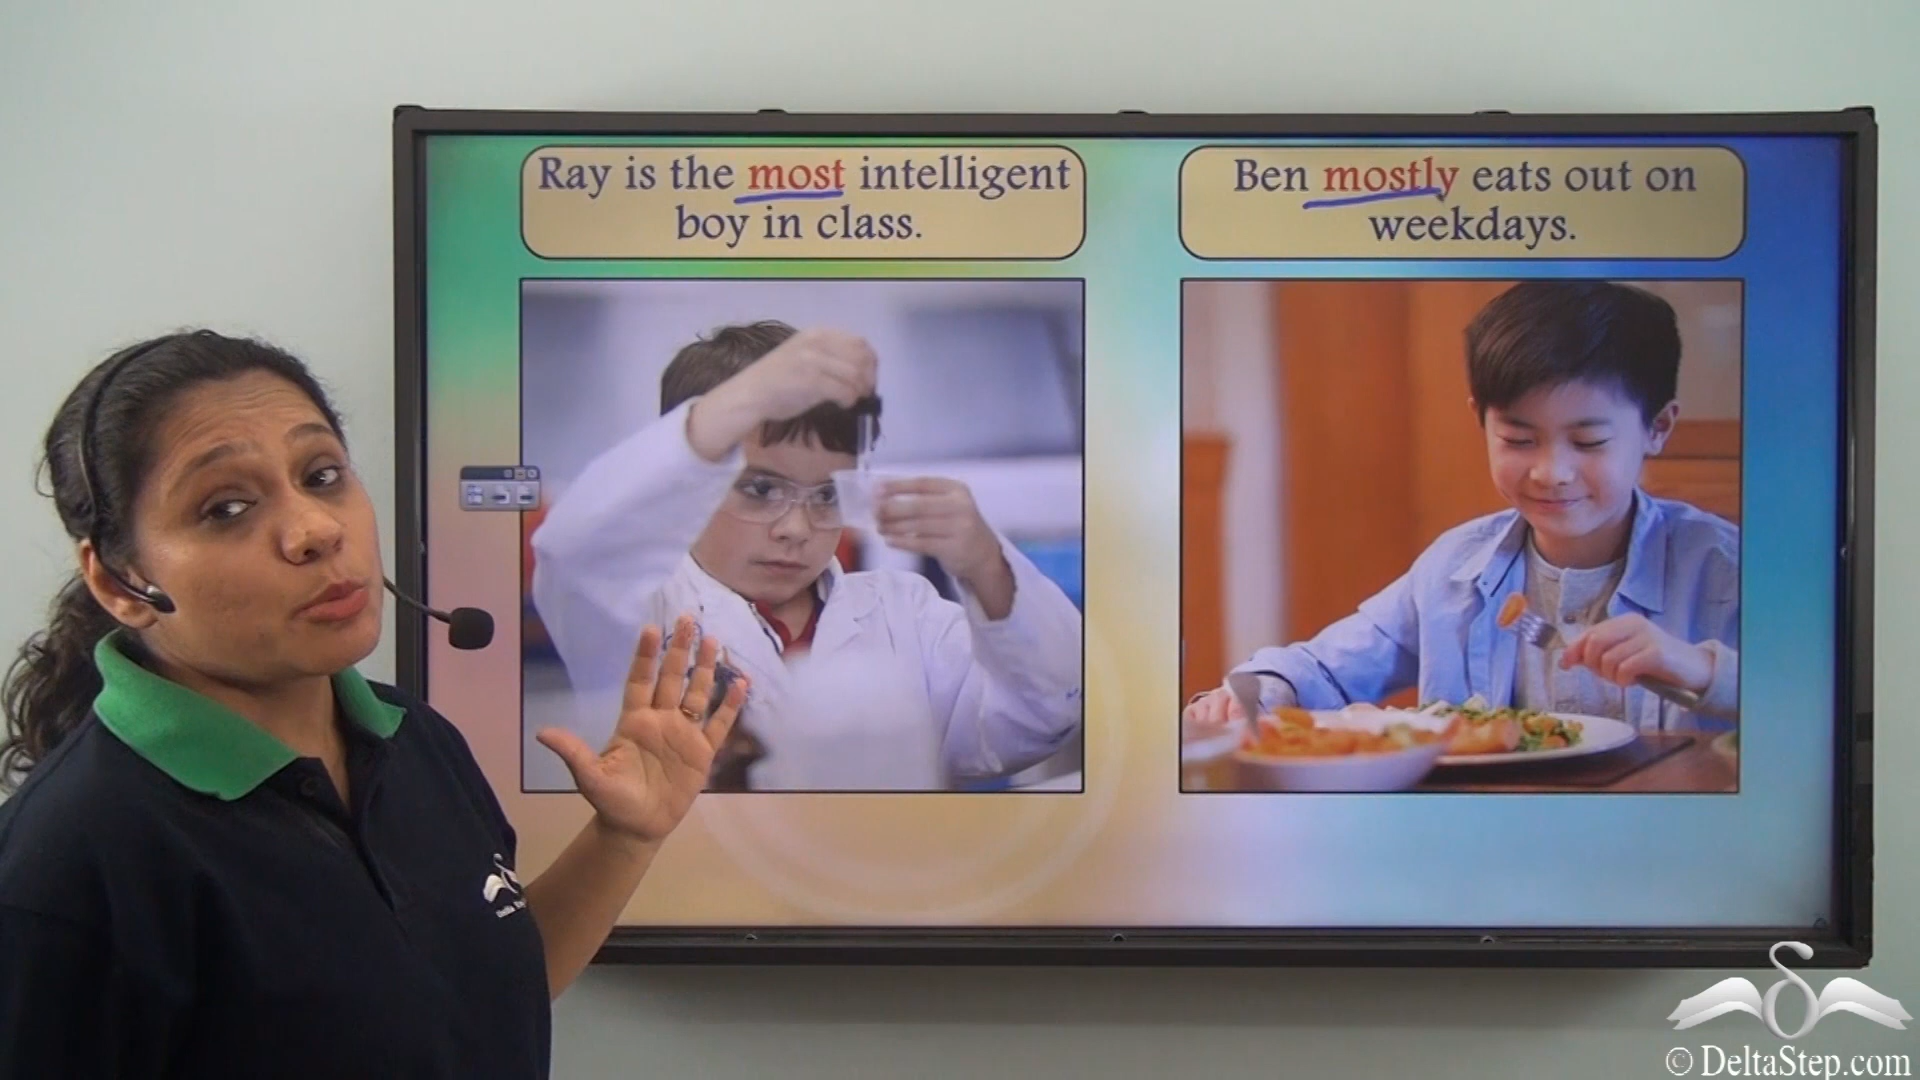 Ray is the most intelligent
boy in class.
Ben mostly eats out on
weekdays.
© DeltaStep.com